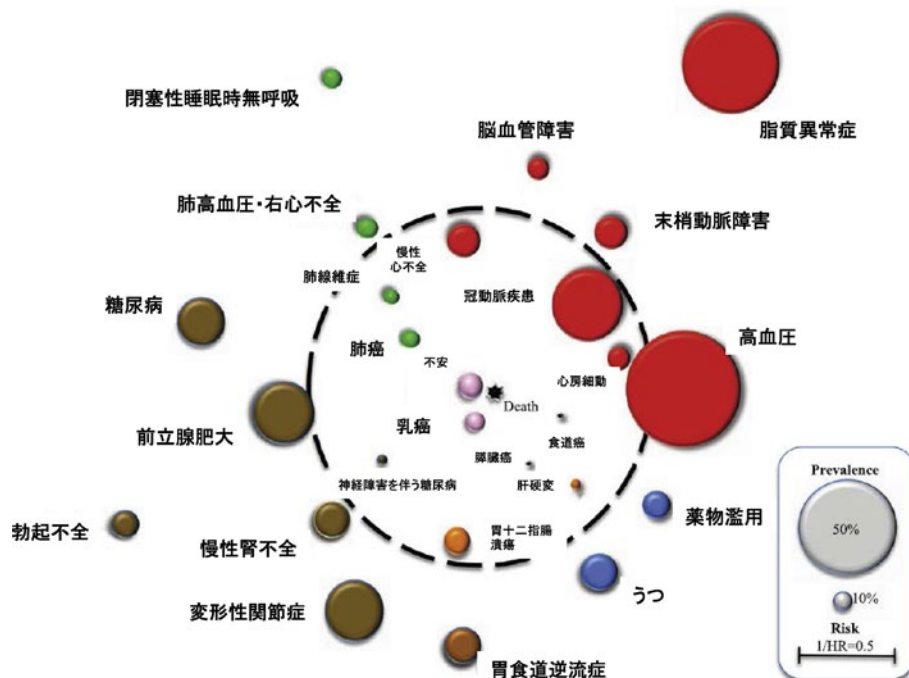 閉塞性睡眠時無呼吸
脳血管障害
脂質異常症
肺高血圧・右心不全
末梢動脈障害
慢性
心不全
肺線維症
冠動脈疾患
糖尿病
高血圧
肺癌
不安
心房細動
Death
乳癌
食道癌
前立腺肥大
膵臓癌
神経障害を伴う糖尿病
肝硬変
薬物濫用
勃起不全
慢性腎不全
胃十二指腸
潰瘍
うつ
変形性関節症
胃食道逆流症
Prevalence
50%
10%
Risk
1/HR=0.5